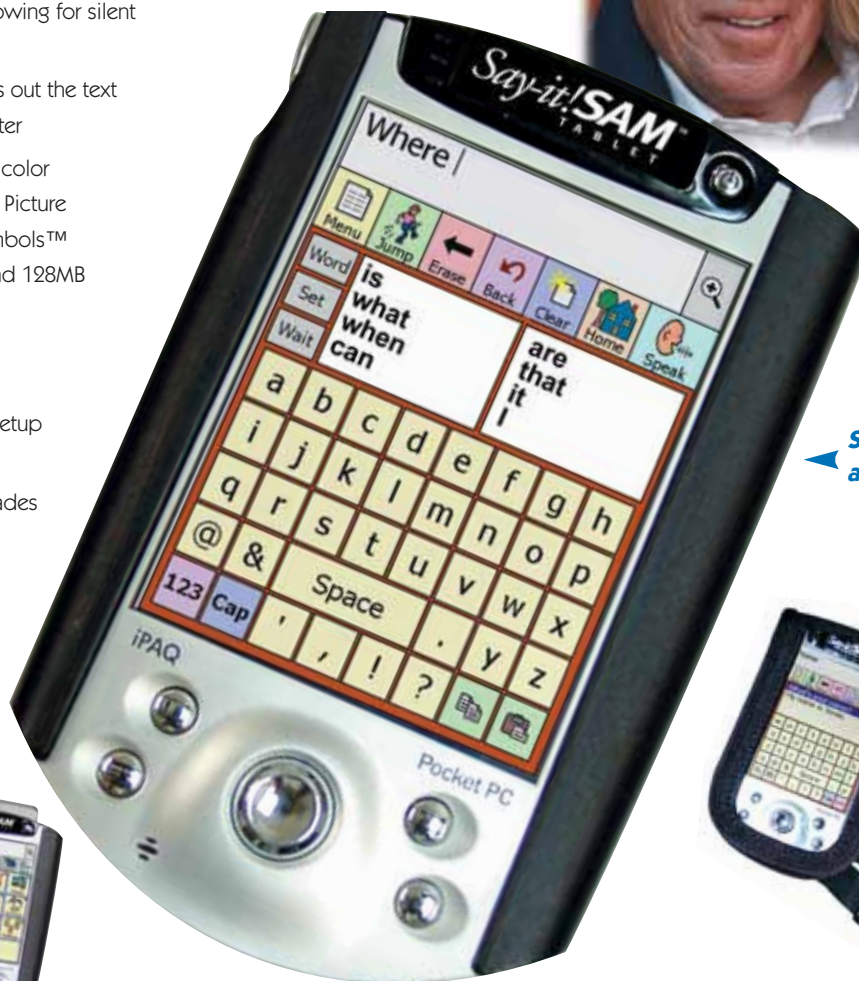 owing for silent
s out the text
ter
color
Picture
nbols™
nd 128MB
etup
ades
Say-it! SAM™
TABLET
Where
Menu Jump Erase Back Clear Home Speak
Word
Set
Wait
is
what
when
can
are
that
it
I
a b c d e f g h
i j k l m n o p
q r s t u v w x
@ & Space . y z
123 Cap ' , ! ?
iPAQ
Pocket PC
S
a